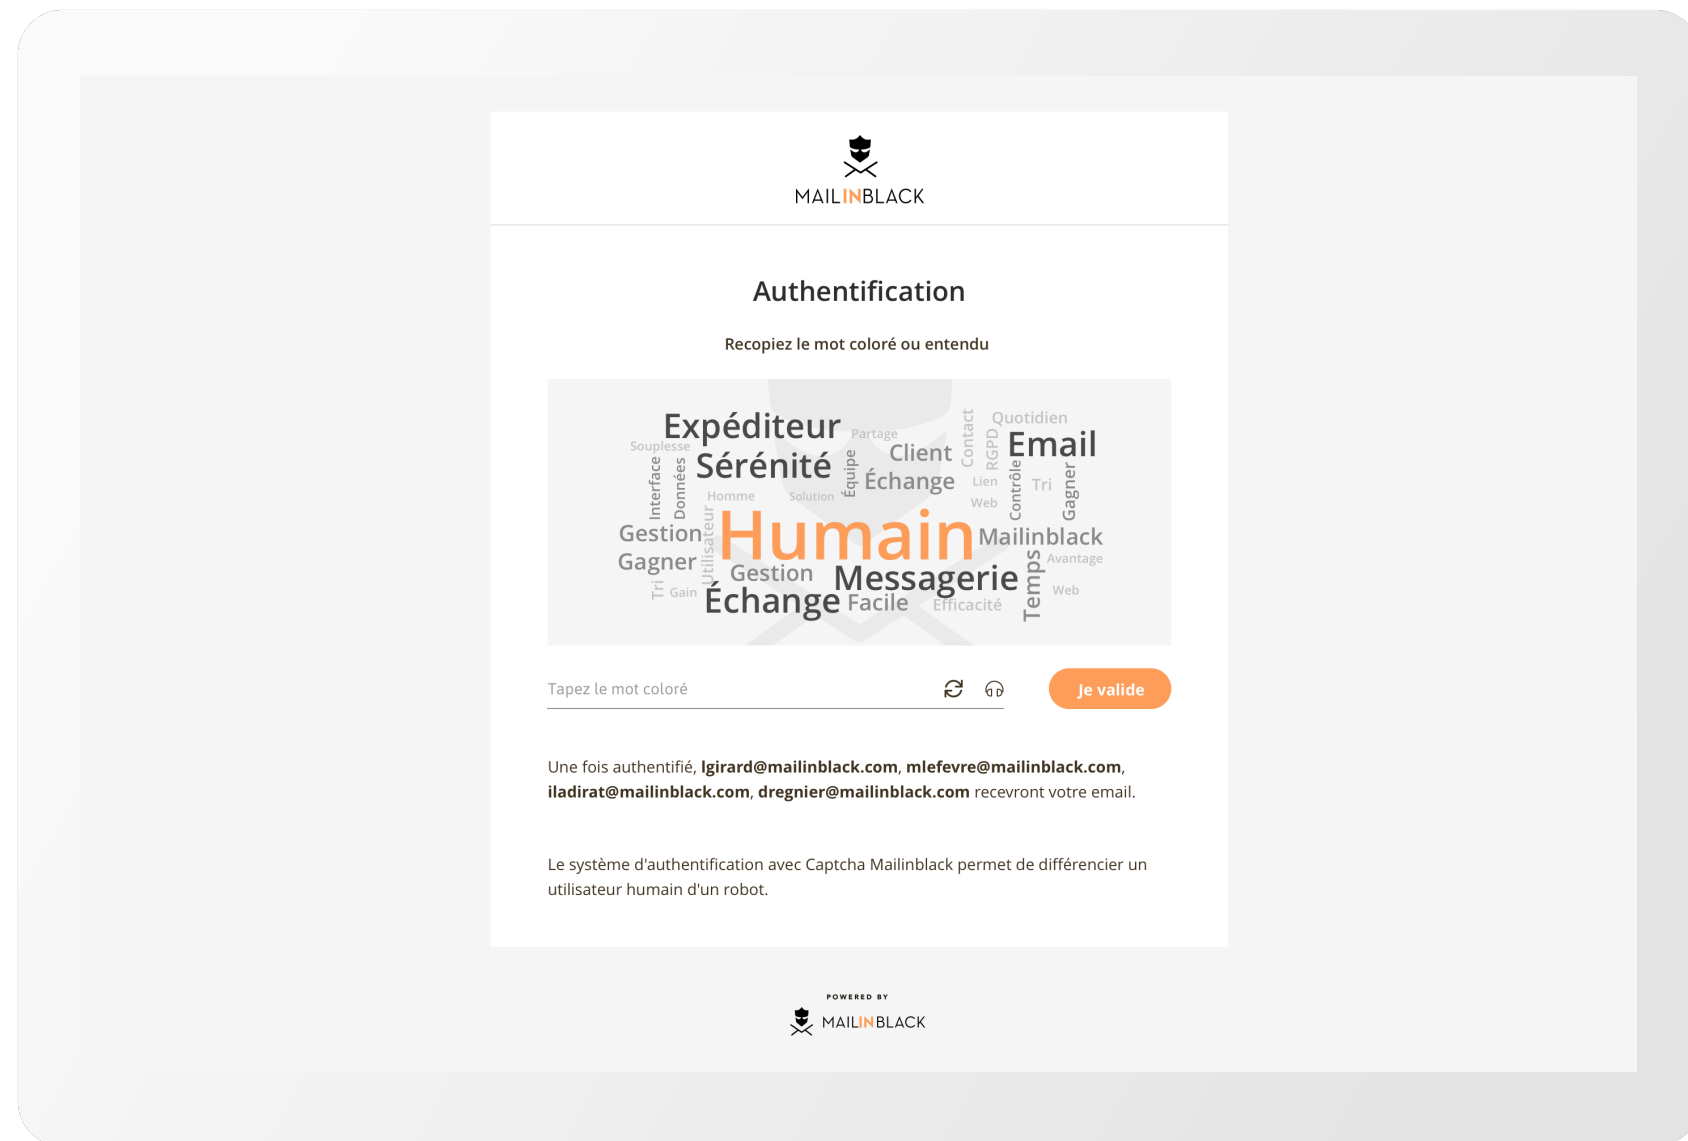 MAILINBLACK
Authentification
Recopiez le mot coloré ou entendu
Expéditeur
Partage
Contact
Quotidien
Souplesse
Sérénité
Client
RGPD
Email
Interface
Données
Équipe
Échange
Lien
Contrôle
Tri
Gagner
Homme
Solution
Web
Gestion
Utilisateur
Humain
Mailinblack
Gagner
Gestion
Messagerie
Temps
Avantage
Tri
Gain
Échange
Facile
Efficacité
Web
Tapez le mot coloré
Je valide
Une fois authentifié, lgirard@mailinblack.com, mlefevre@mailinblack.com,
iladirat@mailinblack.com, dregnier@mailinblack.com recevront votre email.
Le système d'authentification avec Captcha Mailinblack permet de différencier un
utilisateur humain d'un robot.
POWERED BY
MAILINBLACK